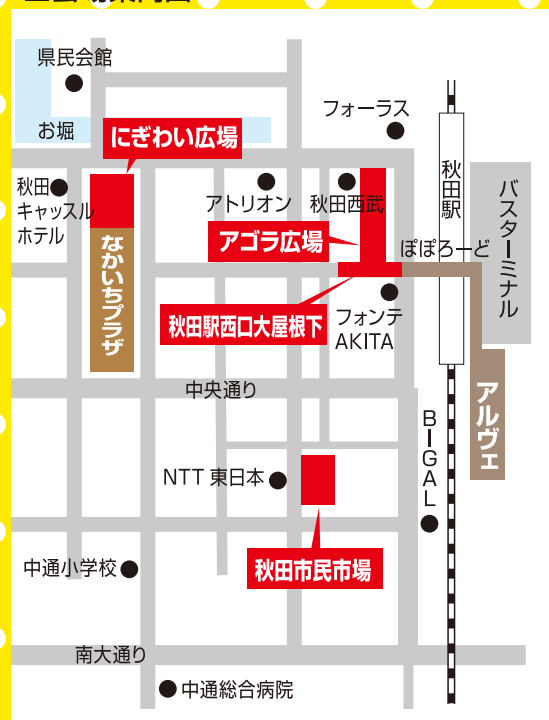 県民会館
お堀
にぎわい広場
フォーラス
秋田
キャッスル
ホテル
アトリオン
秋田西武
秋田駅
バスターミナル
アゴラ広場
ぽぽろーど
なかいちプラザ
秋田駅西口大屋根下
フォンテ
AKITA
中央通り
アルヴェ
BIGAL
NTT 東日本
秋田市民市場
中通小学校
南大通り
中通総合病院